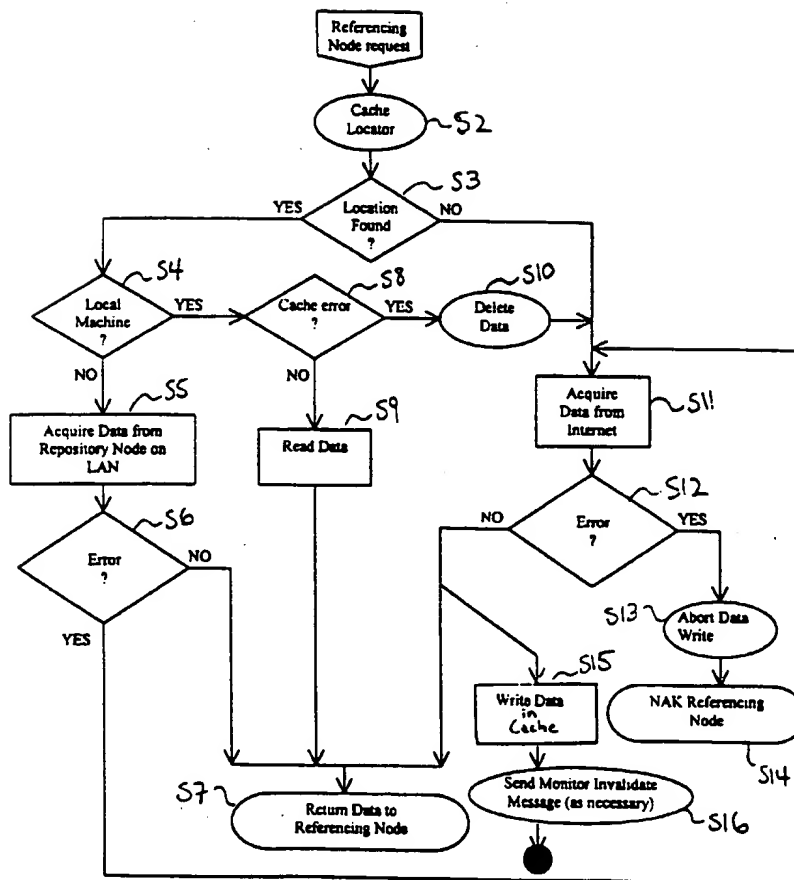 Referencing
Node request
Cache
Locator
S2
S3
YES
Location
Found
?
NO
S4
Local
Machine
?
YES
S8
Cache error
?
YES
S10
Delete
Data
NO
NO
S5
Acquire Data from
Repository Node on
LAN
S9
Read Data
Acquire
Data from
Internet
S11
S6
Error
?
NO
YES
S12
NO
Error
?
YES
S13
Abort Data
Write
S15
Write Data
in
Cache
NAK Referencing
Node
S14
S7
Return Data to
Referencing Node
Send Monitor Invalidate
Message (as necessary)
S16